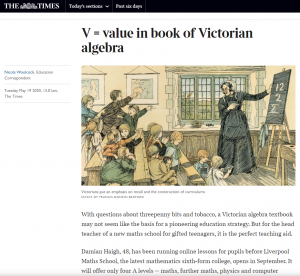 THE TIMES
Today's sections
Past six days
V = value in book of Victorian
algebra
Nicola Woolcock, Education
Correspondent
Tuesday May 19 2020, 12.01am,
The Times
Victorians put an emphasis on recall and the construction of curriculums
With questions about threepenny bits and tobacco, a Victorian algebra textbook
may not seem like the basis for a pioneering education strategy. But for the head
teacher of a new maths school for gifted teenagers, it is the perfect teaching aid.
Damian Haigh, 48, has been running online lessons for pupils before Liverpool
Maths School, the latest mathematics sixth-form college, opens in September. It
will offer only four A levels — maths, further maths, physics and computer